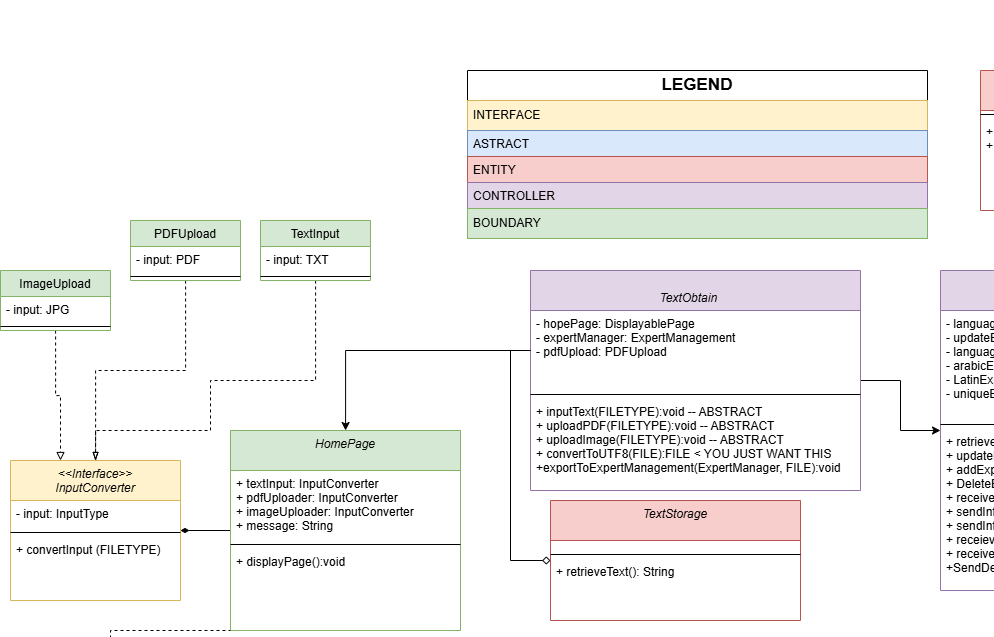 LEGEND
INTERFACE
ASTRACT
ENTITY
CONTROLLER
BOUNDARY
+
+
PDFUpload
- input: PDF
TextInput
- input: TXT
ImageUpload
- input: JPG
TextObtain
- hopePage: DisplayablePage
- expertManager: ExpertManagement
- pdfUpload: PDFUpload
+ inputText(FILETYPE):void -- ABSTRACT
+ uploadPDF(FILETYPE):void -- ABSTRACT
+ uploadImage(FILETYPE):void -- ABSTRACT
+ convertToUTF8(FILE):FILE < YOU JUST WANT THIS
+exportToExpertManagement(ExpertManager, FILE):void
- languag
- updateE
- languag
- arabicE
- LatinEx
- uniqueE
+ retrieve
+ update
+ addExp
+ DeleteE
+ receive
+ sendInf
+ sendInf
+ receiev
+ receive
+SendDe
HomePage
+ textInput: InputConverter
+ pdfUploader: InputConverter
+ imageUploader: InputConverter
+ message: String
+ displayPage():void
<<Interface>>
InputConverter
- input: InputType
+ convertInput (FILETYPE)
TextStorage
+ retrieveText(): String